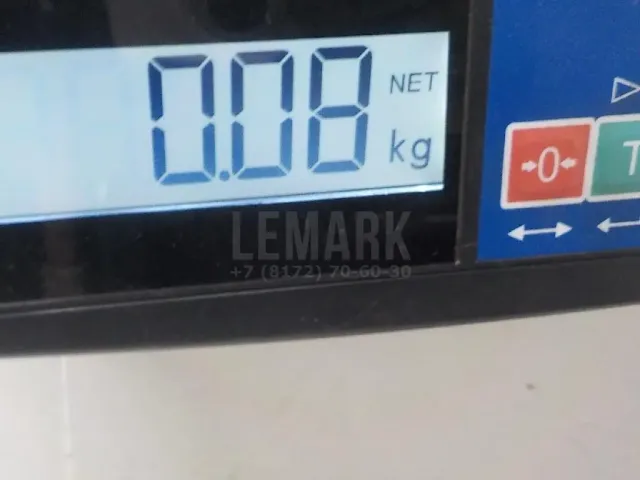 0.08
NET
kg
→0←
T
LEMARK
+7 (8172) 70-60-30